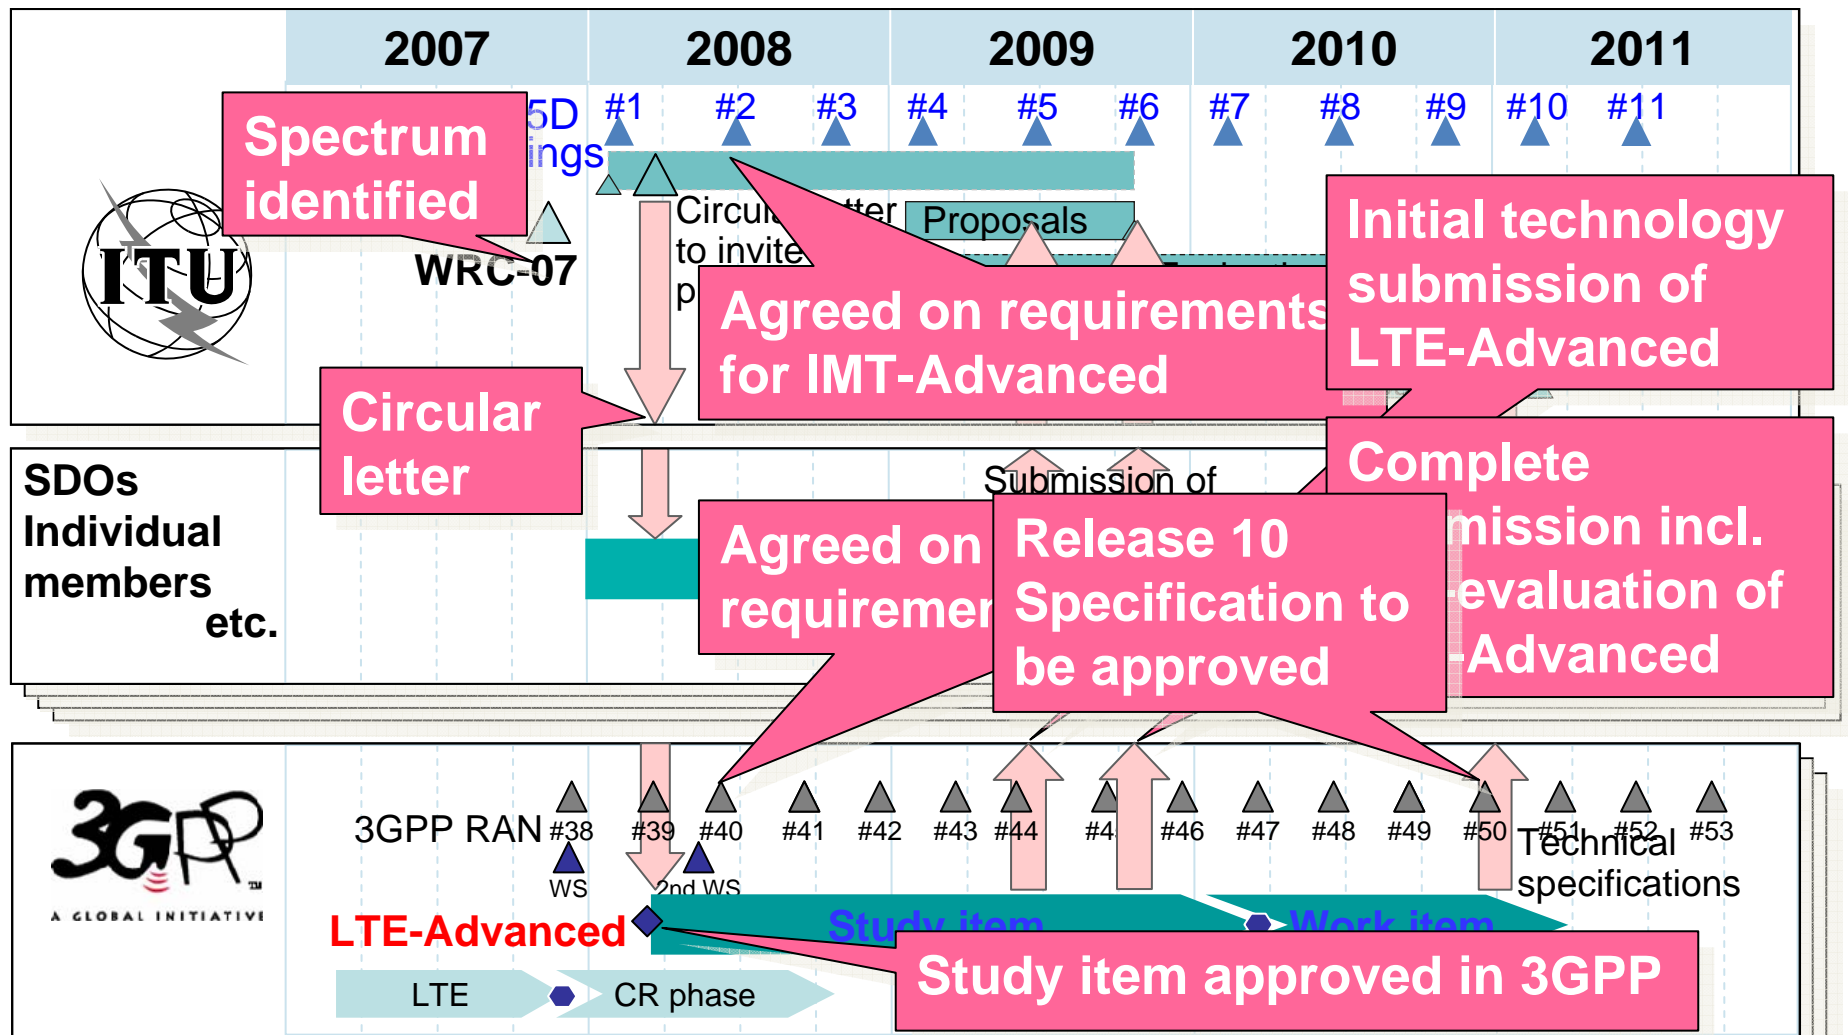 2007 2008 2009 2010 2011
5D #1 #2 #3 #4 #5 #6 #7 #8 #9 #10 #11
ings
Spectrum
identified
ITU
WRC-07
Circular
to invite
Proposals
Agreed on requirements
for IMT-Advanced
Initial technology
submission of
LTE-Advanced
Circular
letter
SDOs
Individual
members
etc.
Submission of
Agreed on
Release 10
Specification to
be approved
Complete
mission incl.
evaluation of
-Advanced
3GPP
TM
A GLOBAL INITIATIVE
3GPP RAN #38 #39 #40 #41 #42 #43 #44 #46 #47 #48 #49 #50 #51 #52 #53
WS 2nd WS
Technical
specifications
LTE-Advanced Study item Work item
Study item approved in 3GPP
LTE CR phase